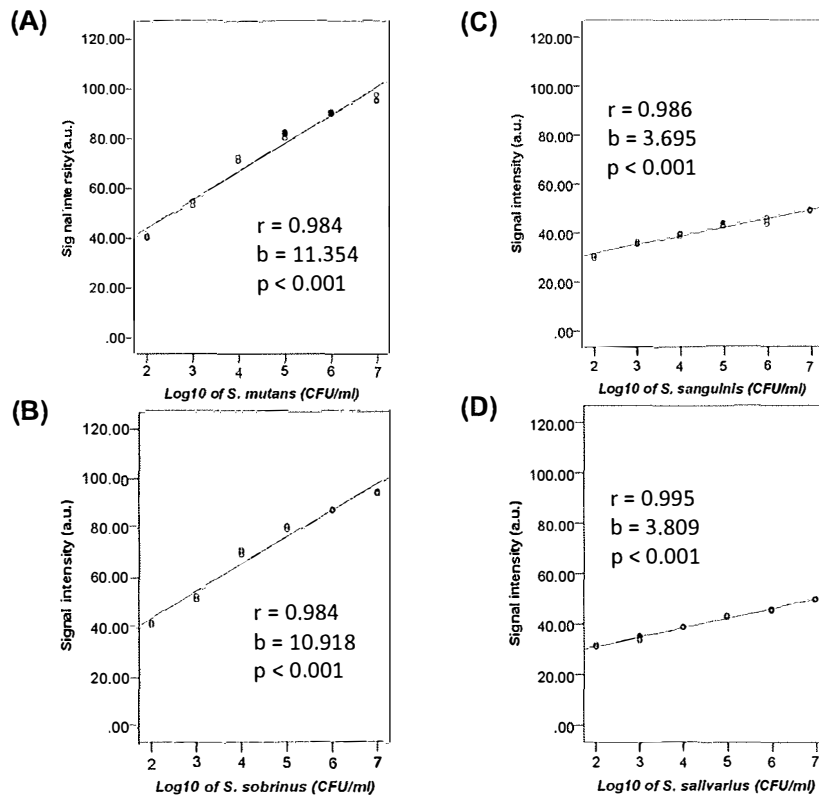 (A)
120.00
100.00
80.00
60.00
40.00
20.00
.00
Signal intensity (a.u.)
r = 0.984
b = 11.354
p < 0.001
2 3 4 5 6 7
Log10 of S. mutans (CFU/ml)
(B)
120.00
100.00
80.00
60.00
40.00
20.00
.00
Signal intensity (a.u.)
r = 0.984
b = 10.918
p < 0.001
2 3 4 5 6 7
Log10 of S. sobrinus (CFU/ml)
(C)
120.00
100.00
80.00
60.00
40.00
20.00
.00
Signal intensity (a.u.)
r = 0.986
b = 3.695
p < 0.001
2 3 4 5 6 7
Log10 of S. sanguinis (CFU/ml)
(D)
120.00
100.00
80.00
60.00
40.00
20.00
.00
Signal intensity (a.u.)
r = 0.995
b = 3.809
p < 0.001
2 3 4 5 6 7
Log10 of S. salivarius (CFU/ml)